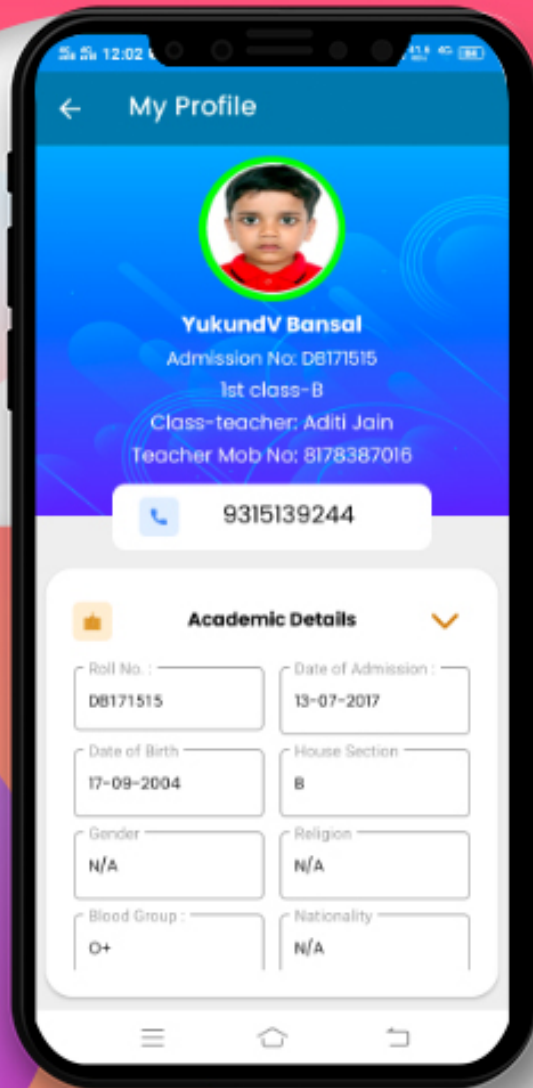 12:02
My Profile
YukundV Bansal
Admission No: DB171515
1st class-B
Class-teacher: Aditi Jain
Teacher Mob No: 8178387016
9315139244
Academic Details
Roll No. :
DB171515
Date of Admission :
13-07-2017
Date of Birth
17-09-2004
House Section
B
Gender
N/A
Religion
N/A
Blood Group :
O+
Nationality
N/A